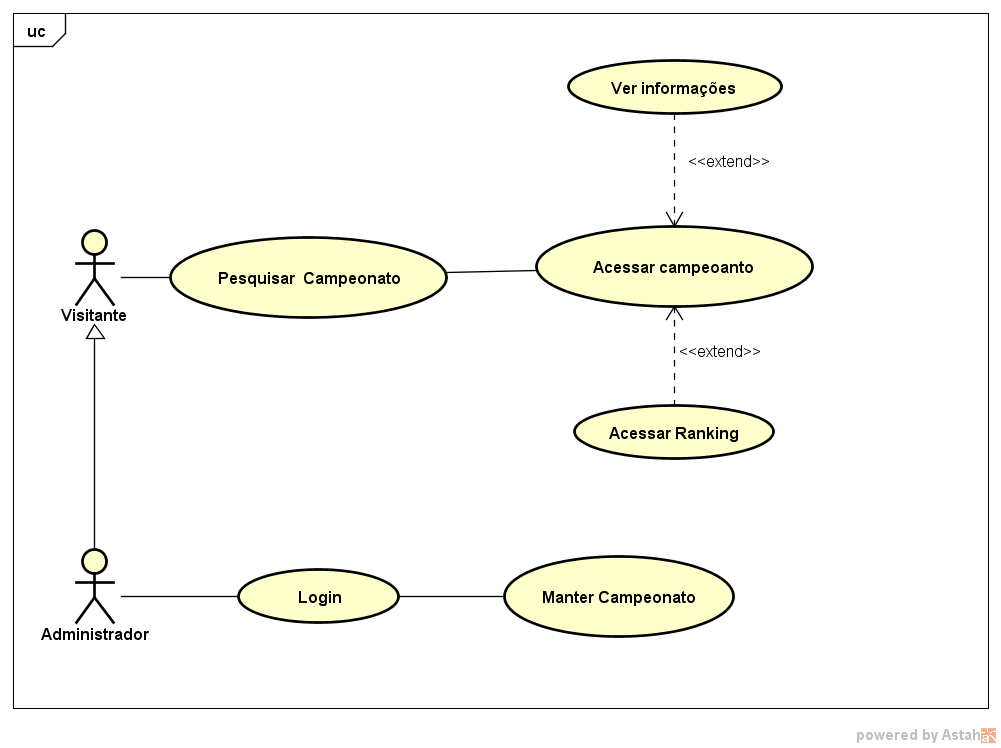 uc
Ver informações
<<extend>>
Visitante
Pesquisar  Campeonato
Acessar campeoanto
<<extend>>
Acessar Ranking
Administrador
Login
Manter Campeonato
powered by Astah